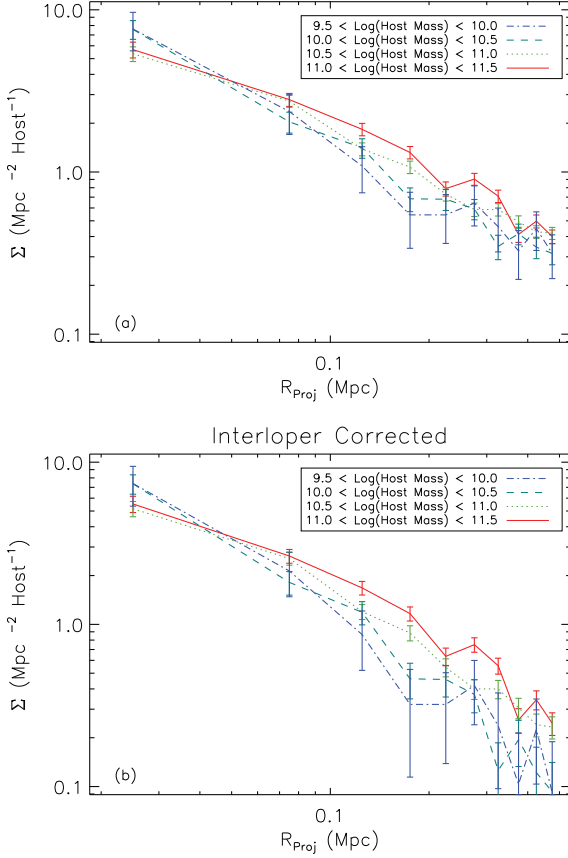 10.0
1.0
0.1
Σ (Mpc ⁻² Host⁻¹)
9.5 < Log(Host Mass) < 10.0
10.0 < Log(Host Mass) < 10.5
10.5 < Log(Host Mass) < 11.0
11.0 < Log(Host Mass) < 11.5
(a)
0.1
R_Proj (Mpc)
Interloper Corrected
10.0
1.0
0.1
Σ (Mpc ⁻² Host⁻¹)
9.5 < Log(Host Mass) < 10.0
10.0 < Log(Host Mass) < 10.5
10.5 < Log(Host Mass) < 11.0
11.0 < Log(Host Mass) < 11.5
(b)
0.1
R_Proj (Mpc)